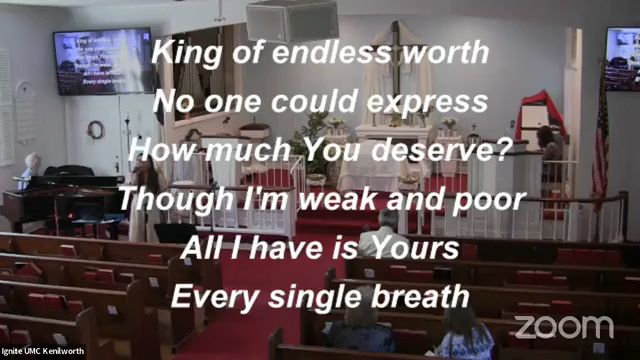 King of endless worth
No one could express
How much You deserve?
Though I'm weak and poor
All I have is Yours
Every single breath
zoom
Ignite UMC Kenilworth